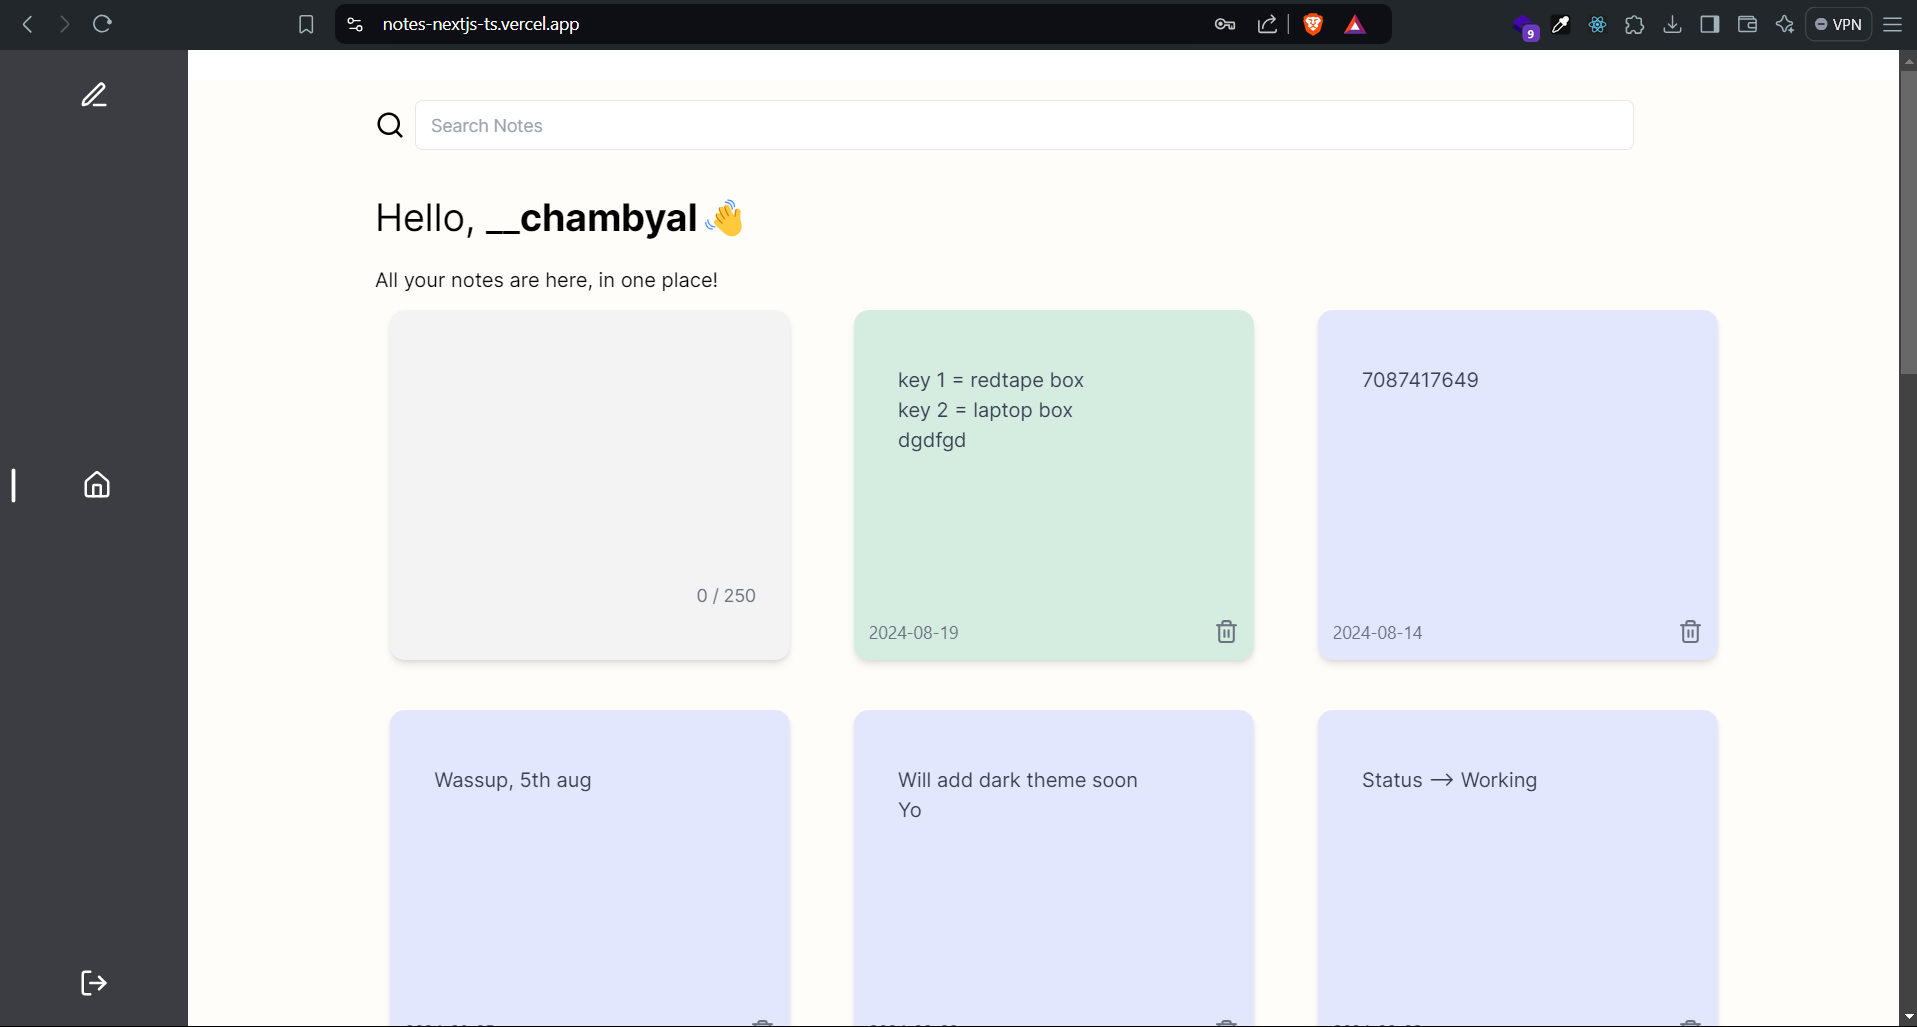 notes-nextjs-ts.vercel.app
9
VPN
Search Notes
Hello, __chambyal 👋
All your notes are here, in one place!
0 / 250
key 1 = redtape box
key 2 = laptop box
dgdfgd
2024-08-19
7087417649
2024-08-14
Wassup, 5th aug
Will add dark theme soon
Yo
Status --> Working